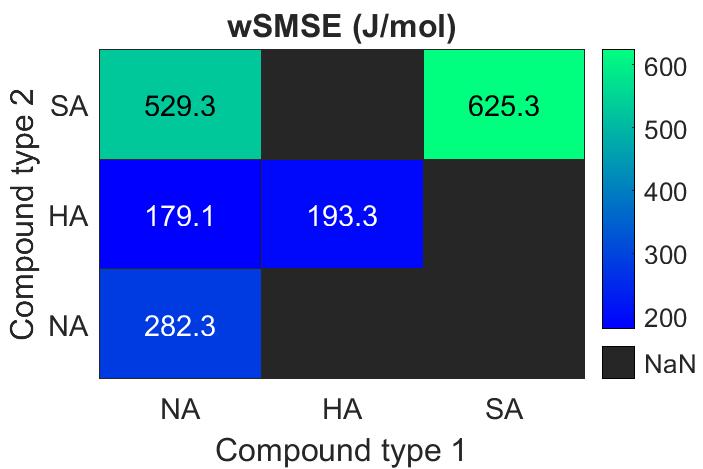 wSMSE (J/mol)
Compound type 2
SA
529.3
625.3
HA
179.1
193.3
NA
282.3
NA
HA
SA
Compound type 1
600
500
400
300
200
NaN